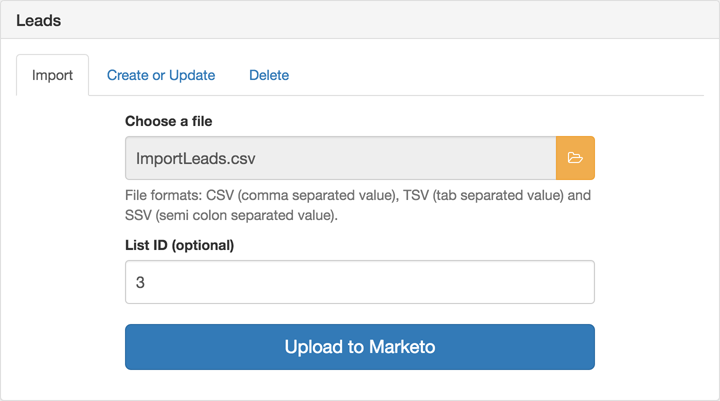 Leads
Import
Create or Update
Delete
Choose a file
ImportLeads.csv
File formats: CSV (comma separated value), TSV (tab separated value) and
SSV (semi colon separated value).
List ID (optional)
3
Upload to Marketo